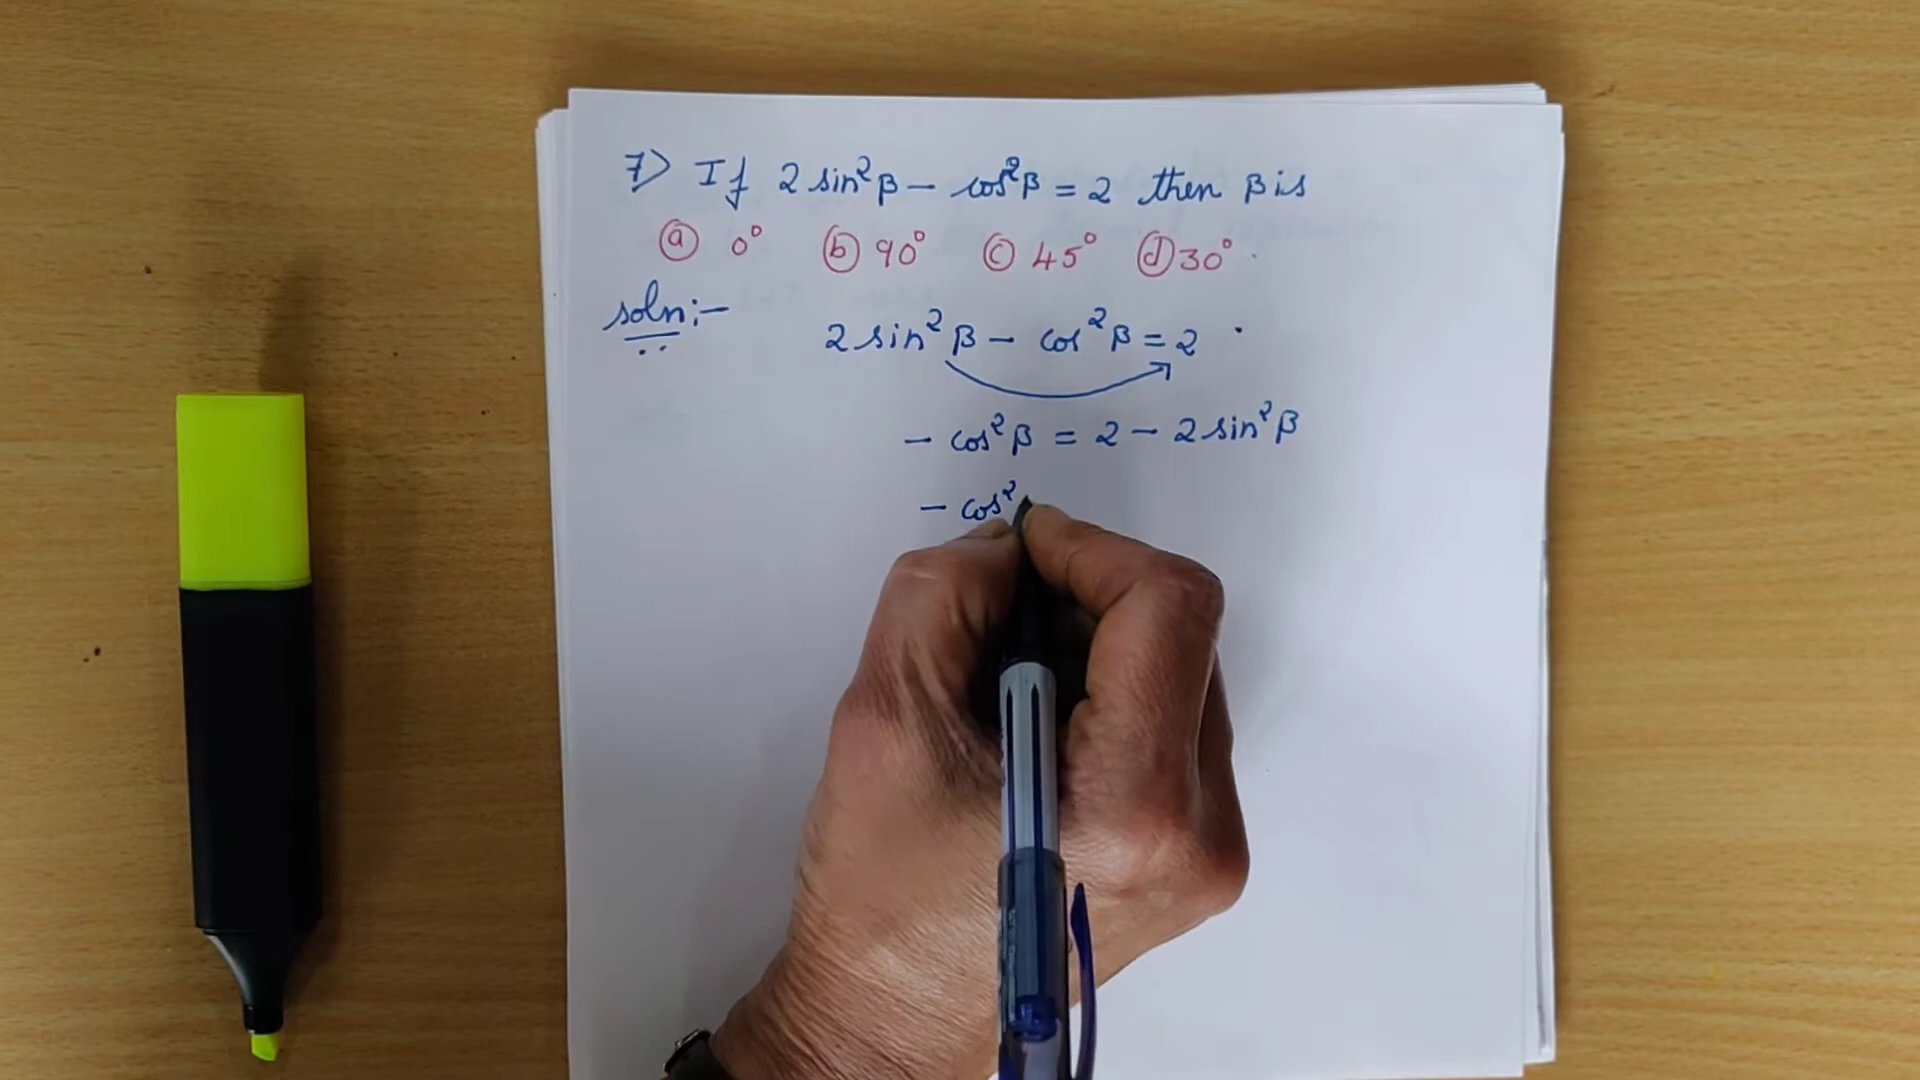 7) If 2 sin²β – cos²β = 2 then β is
ⓐ 0° ⓑ 90° ⓒ 45° ⓓ 30°
soln:-
2 sin²β – cos²β = 2
– cos²β = 2 – 2 sin²β
– cos²